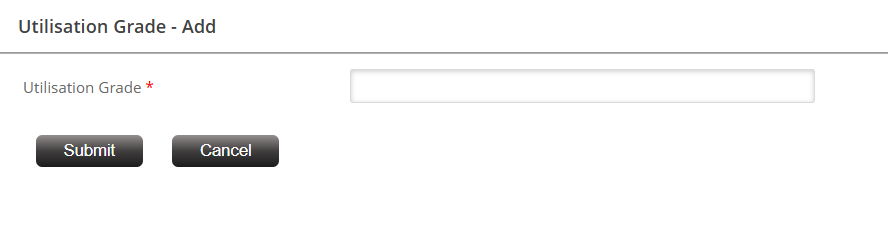 Utilisation Grade - Add
Utilisation Grade *
Submit Cancel